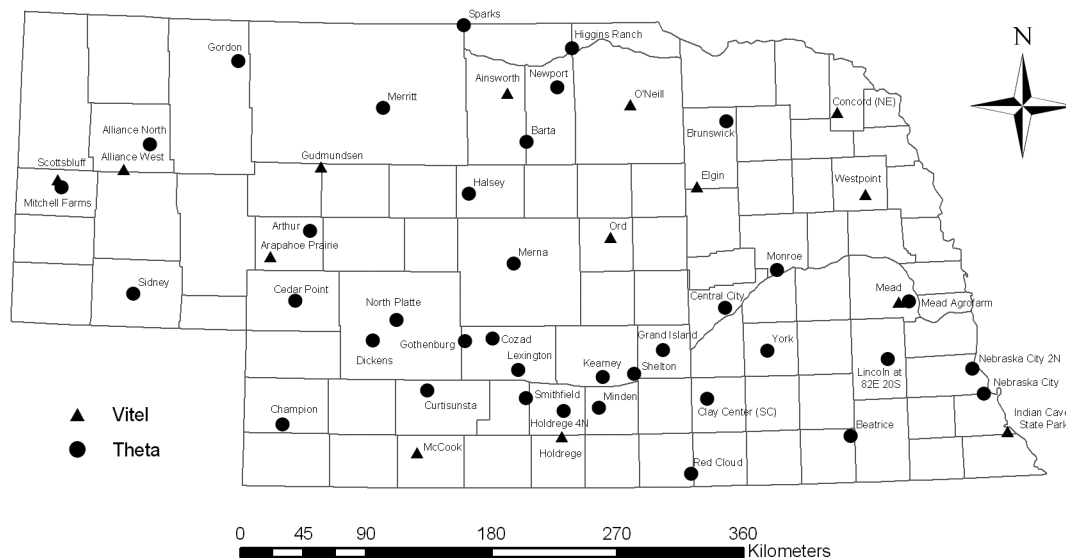 Sparks
Higgins Ranch
Gordon
N
Ainsworth
Newport
O'Neill
Merritt
Concord (NE)
Brunswick
Alliance North
Barta
Gudmundsen
Scottsbluff
Alliance West
Elgin
Westpoint
Halsey
Mitchell Farms
Arthur
Ord
Arapahoe Prairie
Merna
Monroe
Sidney
Cedar Point
Mead
North Platte
Central City
Mead Agrofarm
Grand Island
York
Cozad
Gothenburg
Dickens
Lexington
Kearney
Shelton
Nebraska City 2N
Lincoln at
82E 20S
Nebraska City
Curtisunsta
Smithfield
Minden
Vitel
Champion
Clay Center (SC)
Indian Cave
State Park
Holdrege 4N
Beatrice
Theta
McCook
Holdrege
Red Cloud
0 45 90 180 270 360
Kilometers